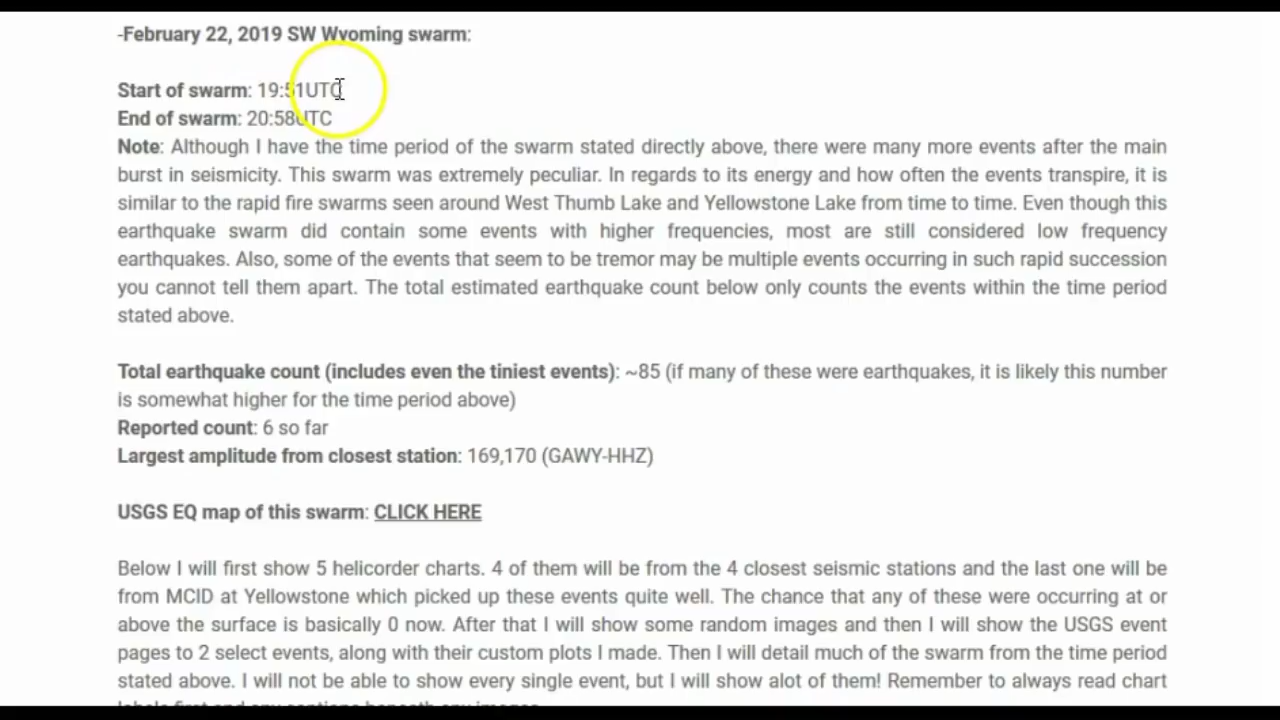 -February 22, 2019 SW Wyoming swarm:
Start of swarm: 19:51UTC
End of swarm: 20:58UTC
Note: Although I have the time period of the swarm stated directly above, there were many more events after the main
burst in seismicity. This swarm was extremely peculiar. In regards to its energy and how often the events transpire, it is
similar to the rapid fire swarms seen around West Thumb Lake and Yellowstone Lake from time to time. Even though this
earthquake swarm did contain some events with higher frequencies, most are still considered low frequency
earthquakes. Also, some of the events that seem to be tremor may be multiple events occurring in such rapid succession
you cannot tell them apart. The total estimated earthquake count below only counts the events within the time period
stated above.
Total earthquake count (includes even the tiniest events): ~85 (if many of these were earthquakes, it is likely this number
is somewhat higher for the time period above)
Reported count: 6 so far
Largest amplitude from closest station: 169,170 (GAWY-HHZ)
USGS EQ map of this swarm: CLICK HERE
Below I will first show 5 helicorder charts. 4 of them will be from the 4 closest seismic stations and the last one will be
from MCID at Yellowstone which picked up these events quite well. The chance that any of these were occurring at or
above the surface is basically 0 now. After that I will show some random images and then I will show the USGS event
pages to 2 select events, along with their custom plots I made. Then I will detail much of the swarm from the time period
stated above. I will not be able to show every single event, but I will show alot of them! Remember to always read chart
labels first and any captions beneath any images.